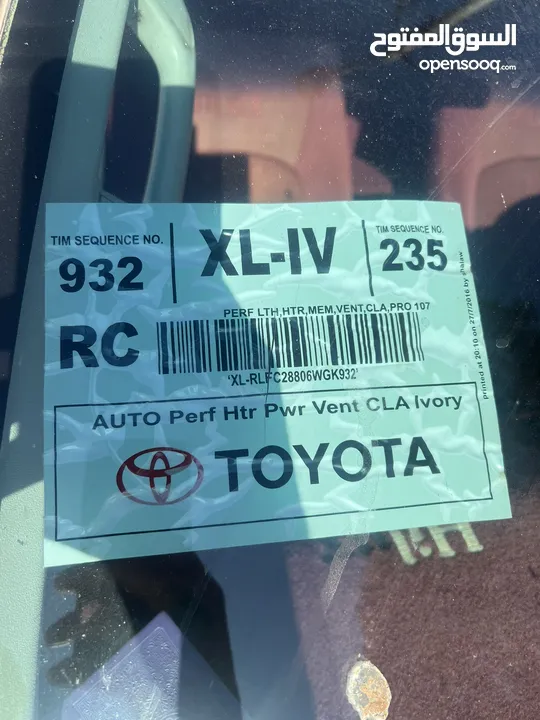 السوق المفتوح
opensooq.com
TIM SEQUENCE NO.
932
XL-IV
TIM SEQUENCE NO.
235
PERF LTH,HTR,MEM,VENT,CLA,PRO 107
RC
'XL-RLFC28806WGK932'
AUTO Perf Htr Pwr Vent CLA Ivory
TOYOTA
printed at 20:10 on 27/7/2016 by